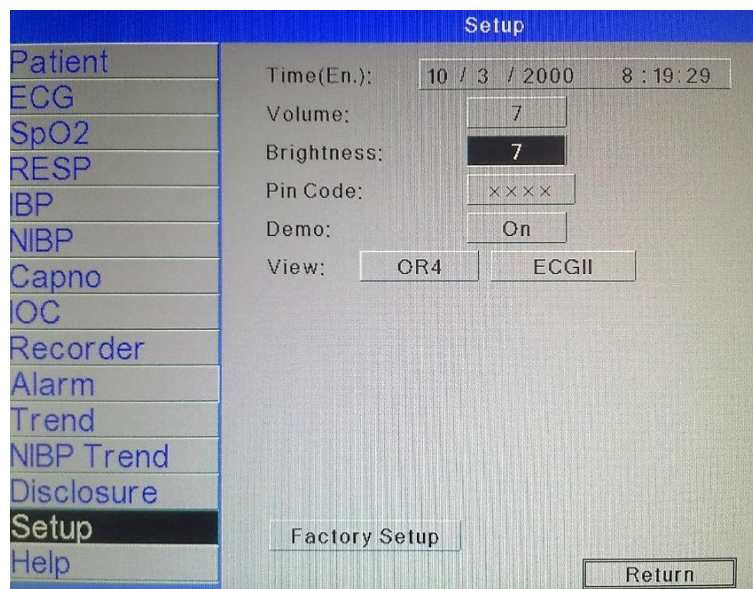 Setup
Patient
ECG
SpO2
RESP
IBP
NIBP
Capno
IOC
Recorder
Alarm
Trend
NIBP Trend
Disclosure
Setup
Help
Time(En.): 10 / 3 / 2000 8:19:29
Volume: 7
Brightness: 7
Pin Code: ××××
Demo: On
View: OR4 ECGII
Factory Setup
Return